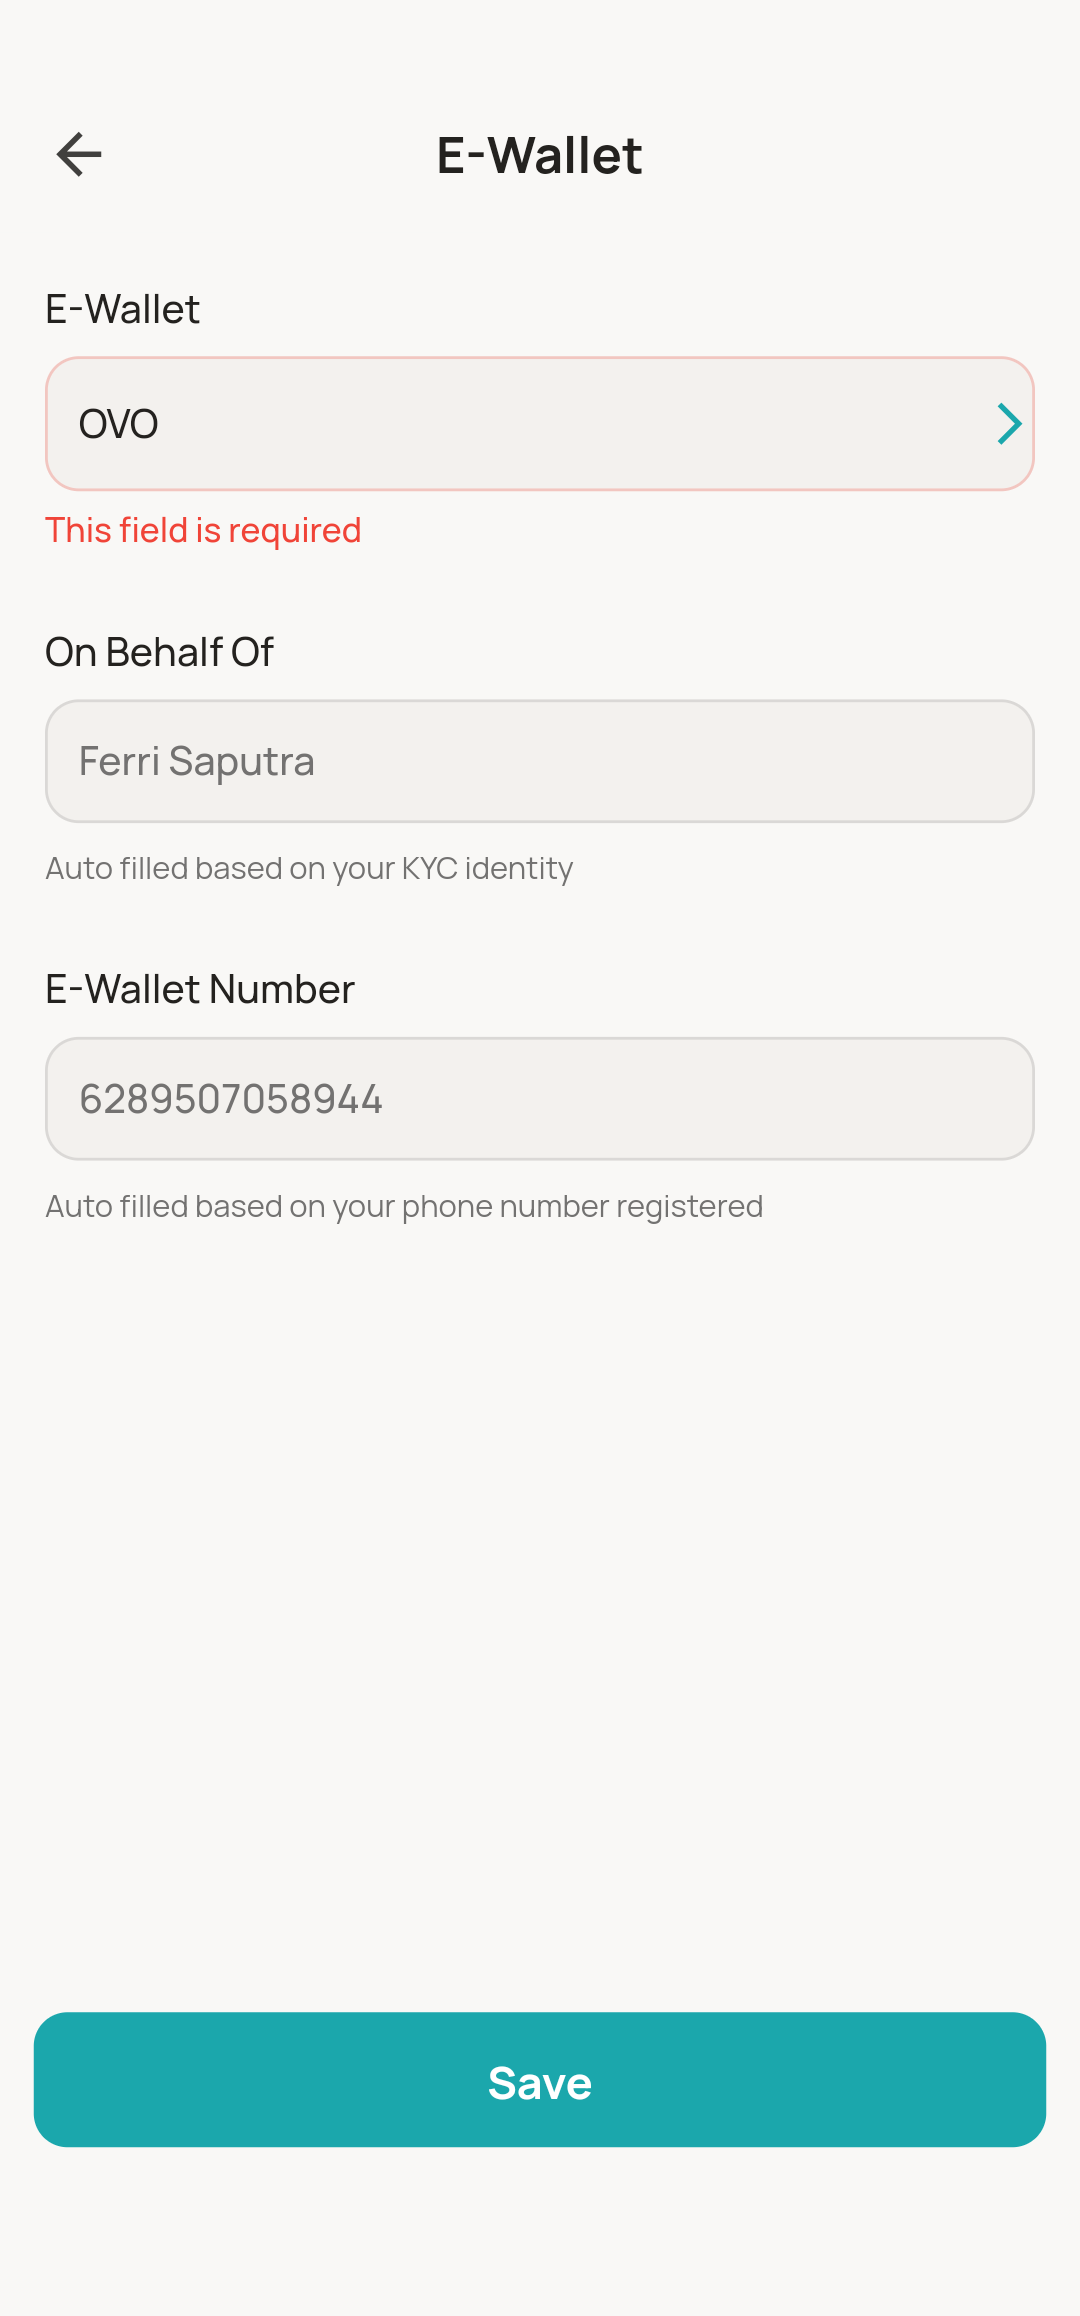 E-Wallet
E-Wallet
OVO
This field is required
On Behalf Of
Ferri Saputra
Auto filled based on your KYC identity
E-Wallet Number
6289507058944
Auto filled based on your phone number registered
Save